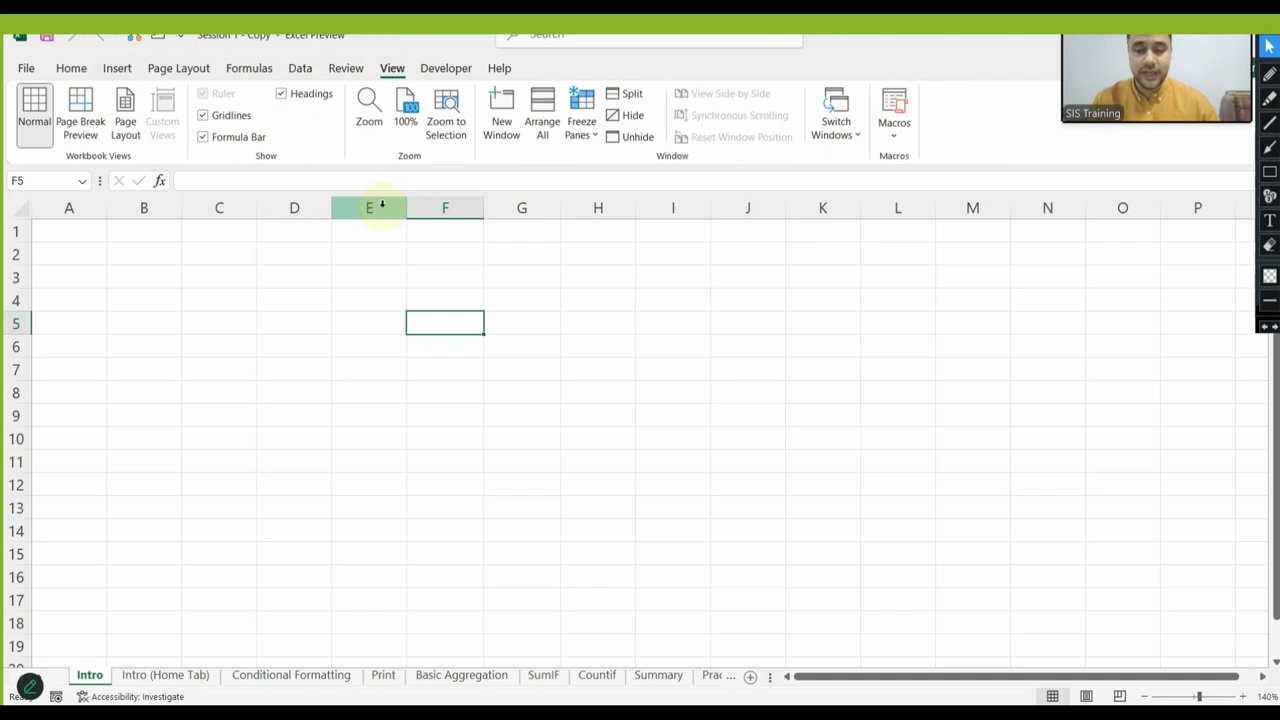 Session 1 - Copy - Excel Preview
Search
File Home Insert Page Layout Formulas Data Review View Developer Help
Normal
Page Break Preview
Page Layout
Custom Views
Workbook Views
Ruler
Gridlines
Formula Bar
Headings
Show
Zoom
100%
Zoom to Selection
Zoom
New Window
Arrange All
Freeze Panes
Split
Hide
Unhide
View Side by Side
Synchronous Scrolling
Reset Window Position
Window
Switch Windows
Macros
Macros
SIS Training
F5
fx
A B C D E F G H I J K L M N O P
1
2
3
4
5
6
7
8
9
10
11
12
13
14
15
16
17
18
19
Intro Intro (Home Tab) Conditional Formatting Print Basic Aggregation SumIF Countif Summary Prac ...
Accessibility: Investigate
140%